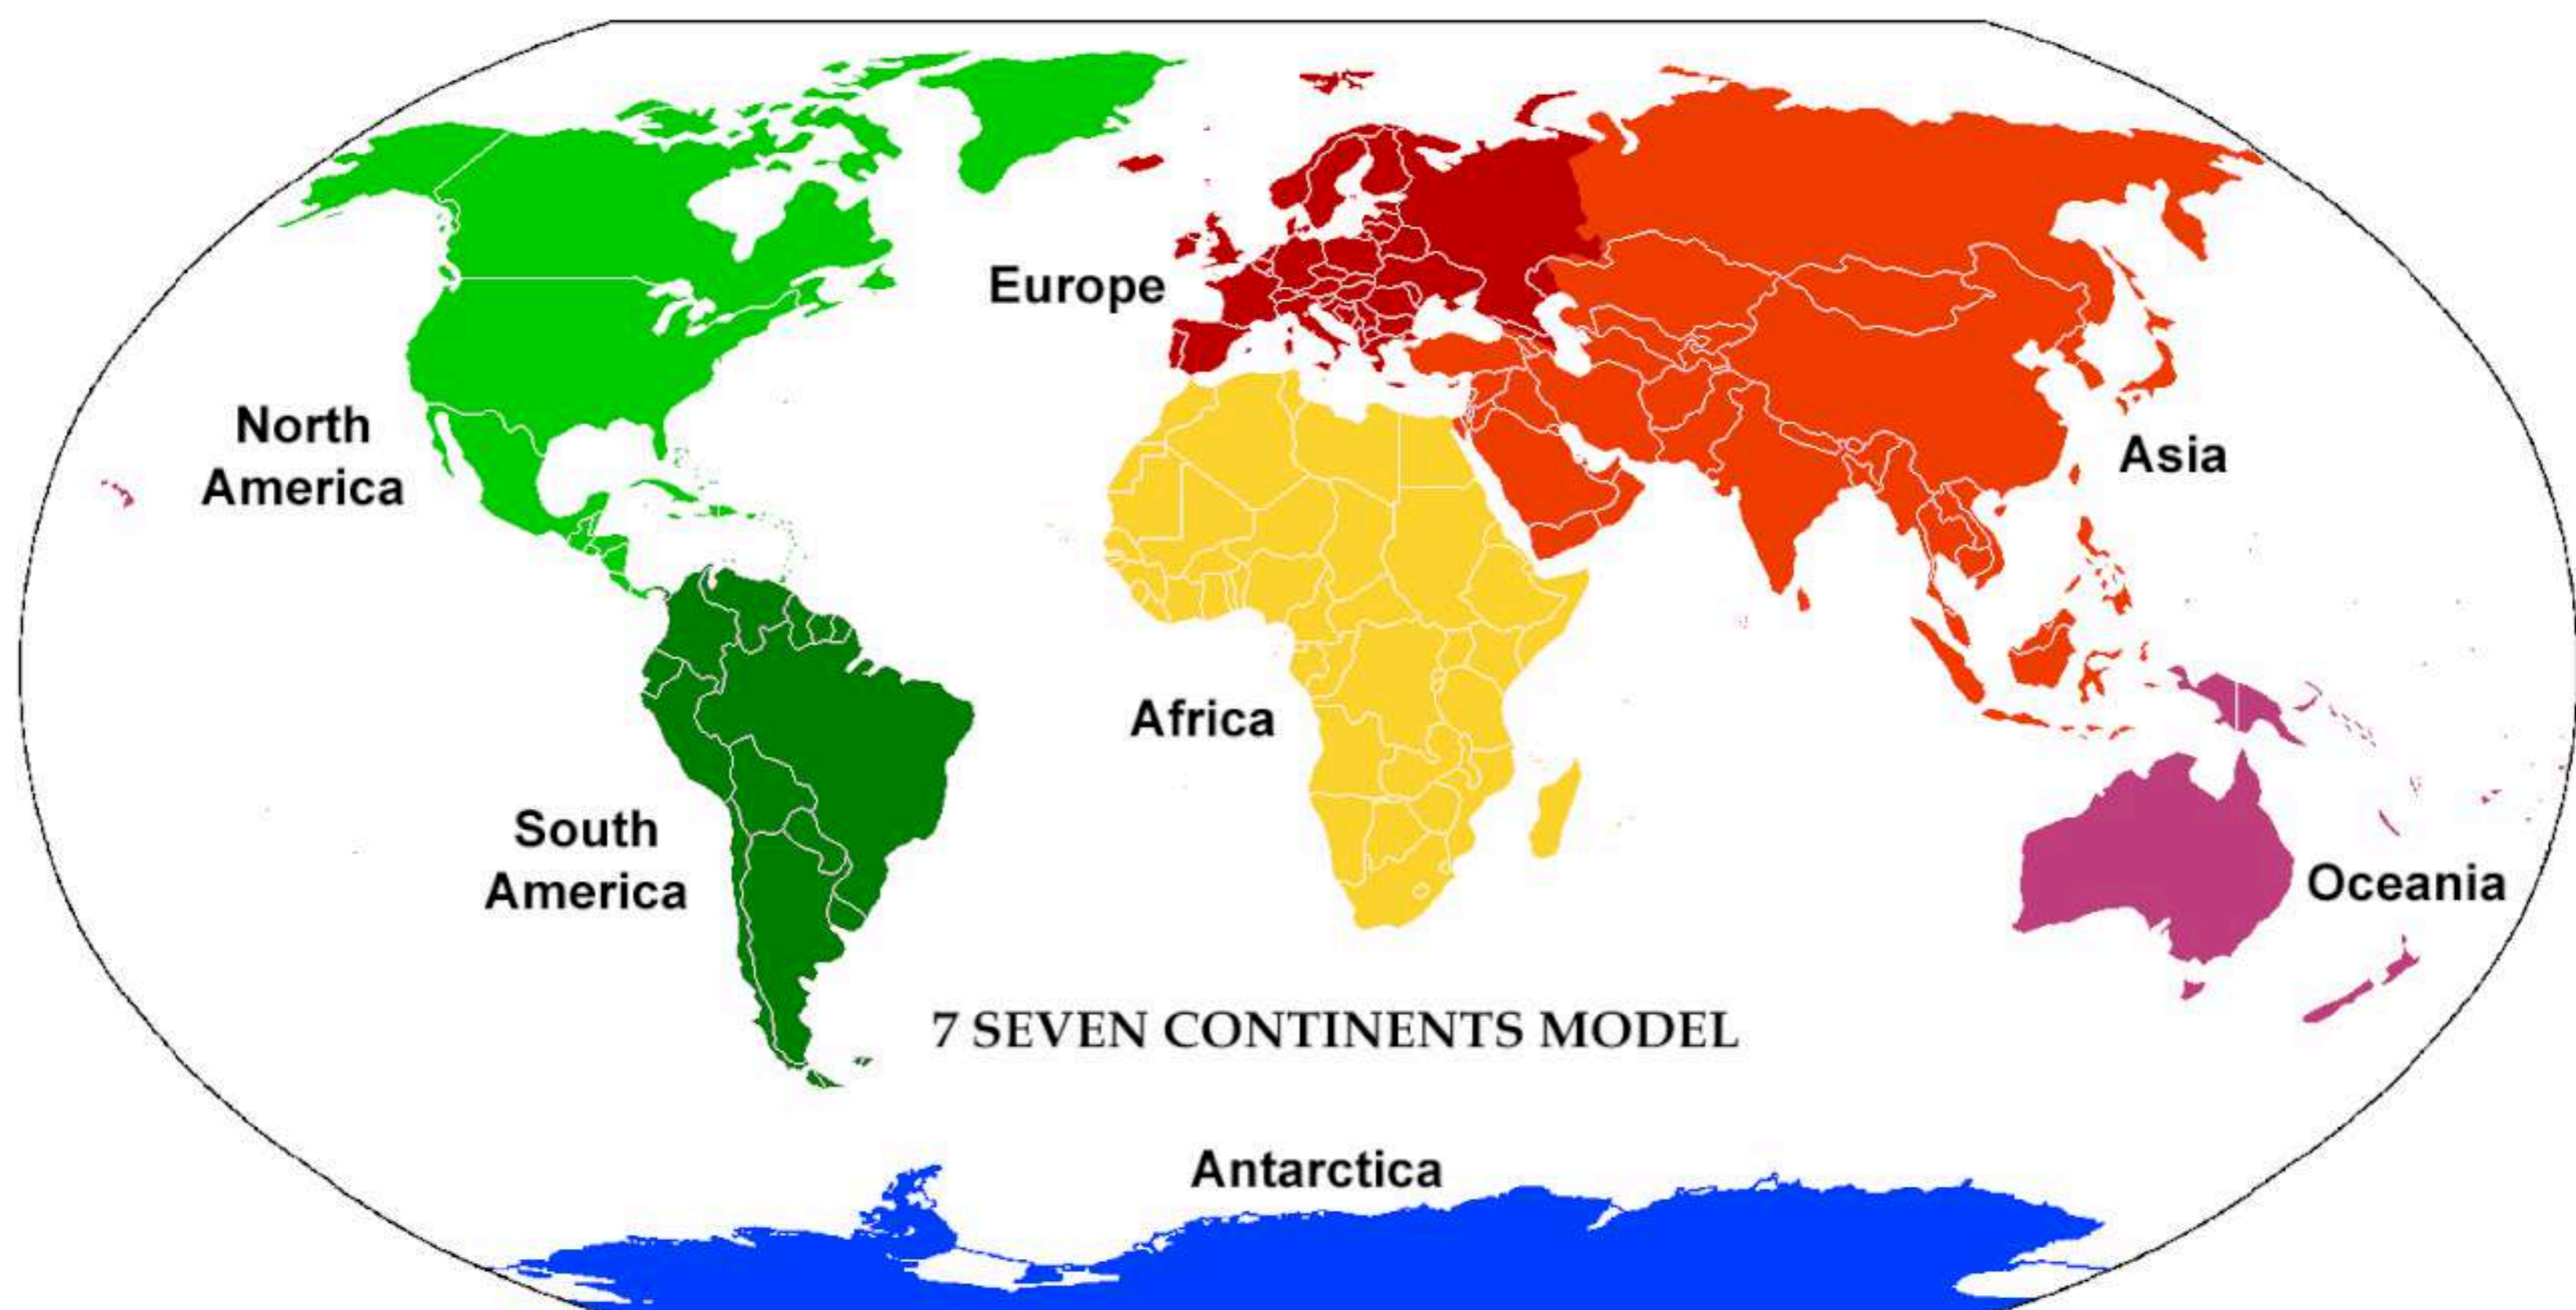 Europe
North
America
Asia
Africa
South
America
Oceania
7 SEVEN CONTINENTS MODEL
Antarctica